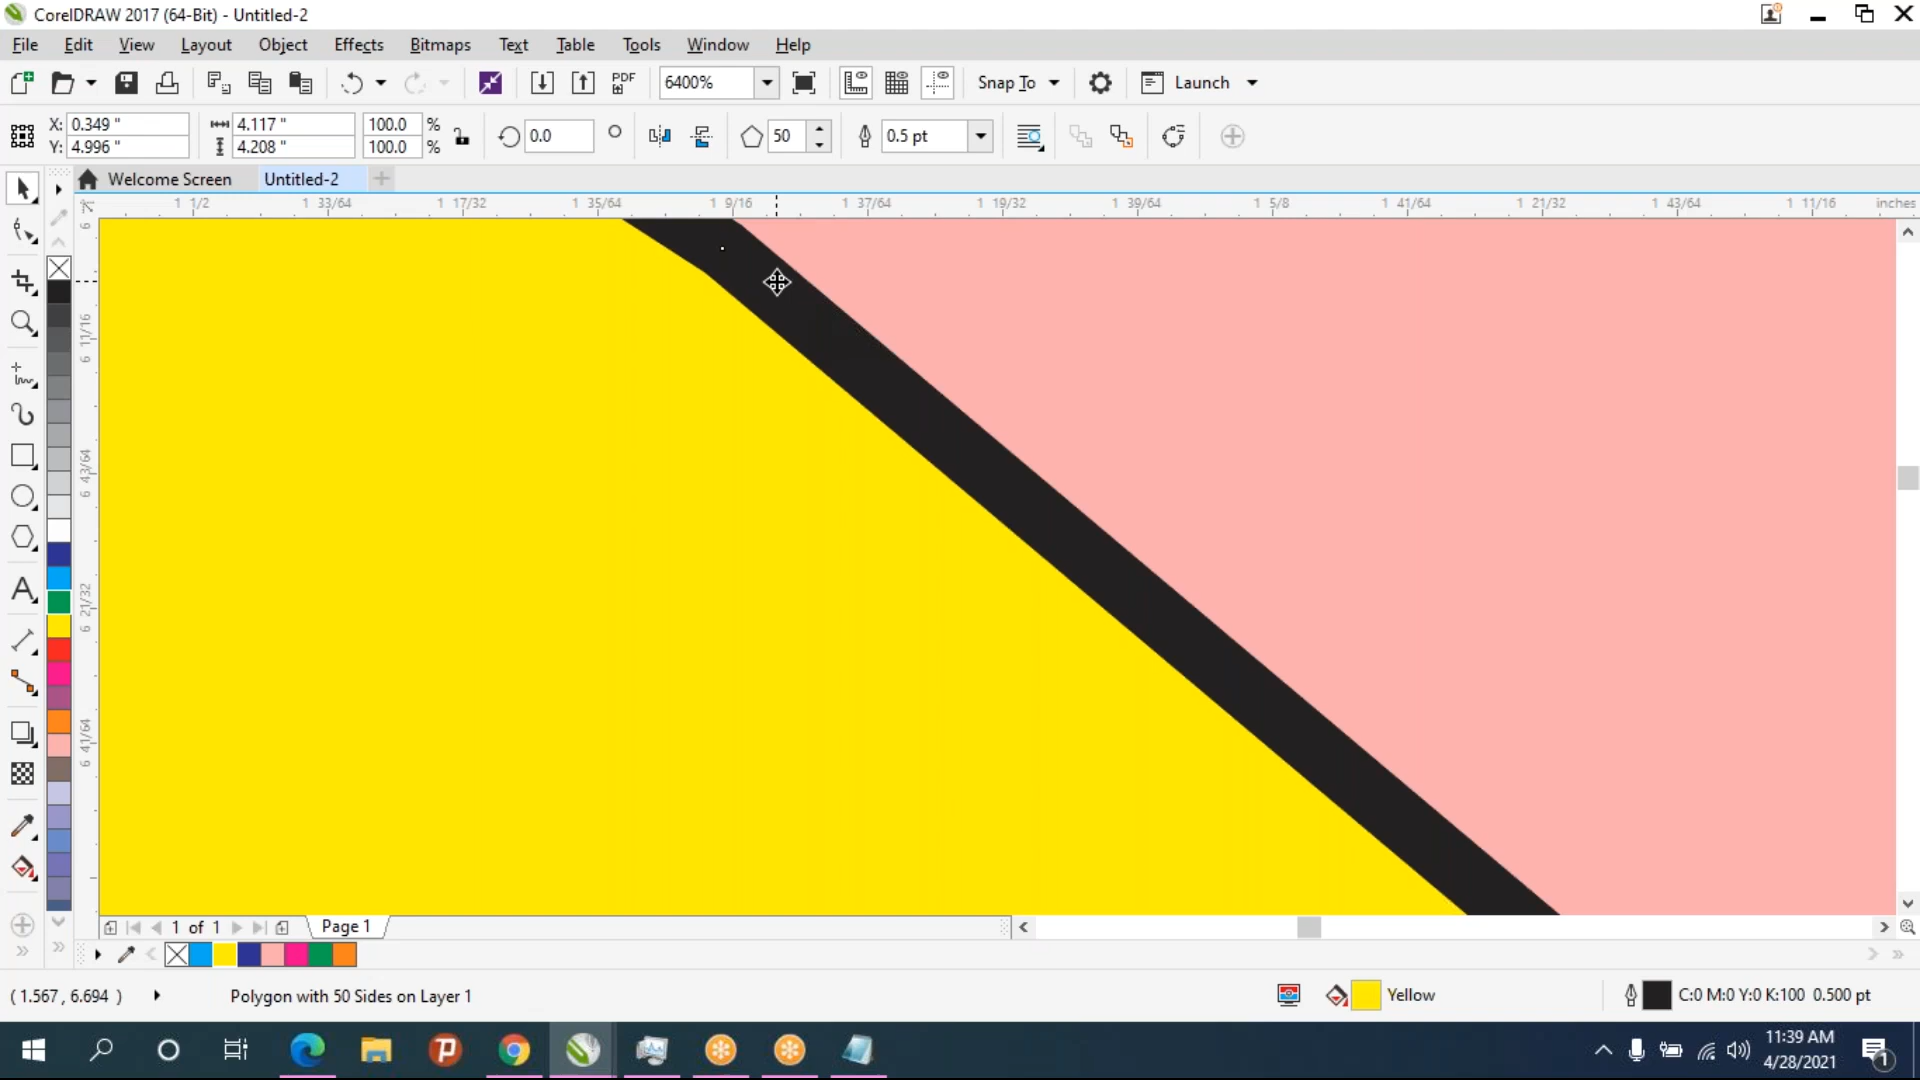 CorelDRAW 2017 (64-Bit) - Untitled-2
File Edit View Layout Object Effects Bitmaps Text Table Tools Window Help
PDF 6400% Snap To Launch
X: 0.349 " 4.117 " 100.0 % 0.0 50 0.5 pt
Y: 4.996 " 4.208 " 100.0 %
Welcome Screen Untitled-2
1 1/2 1 33/64 1 17/32 1 35/64 1 9/16 1 37/64 1 19/32 1 39/64 1 5/8 1 41/64 1 21/32 1 43/64 1 11/16 inches
6
6 11/16
6 43/64
6 21/32
6 41/64
1 of 1 Page 1
( 1.567 , 6.694 ) Polygon with 50 Sides on Layer 1 Yellow C:0 M:0 Y:0 K:100 0.500 pt
11:39 AM
4/28/2021
1